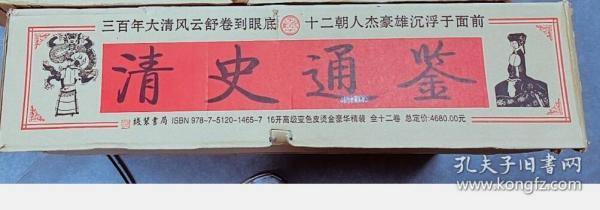 三百年大清风云舒卷到眼底 十二朝人杰豪雄沉浮于面前
清史通鉴
线装书局 ISBN 978-7-5120-1465-7 16开高级变色皮烫金豪华精装 全十二卷 总定价:4680.00元
孔夫子旧书网
www.kongfz.com